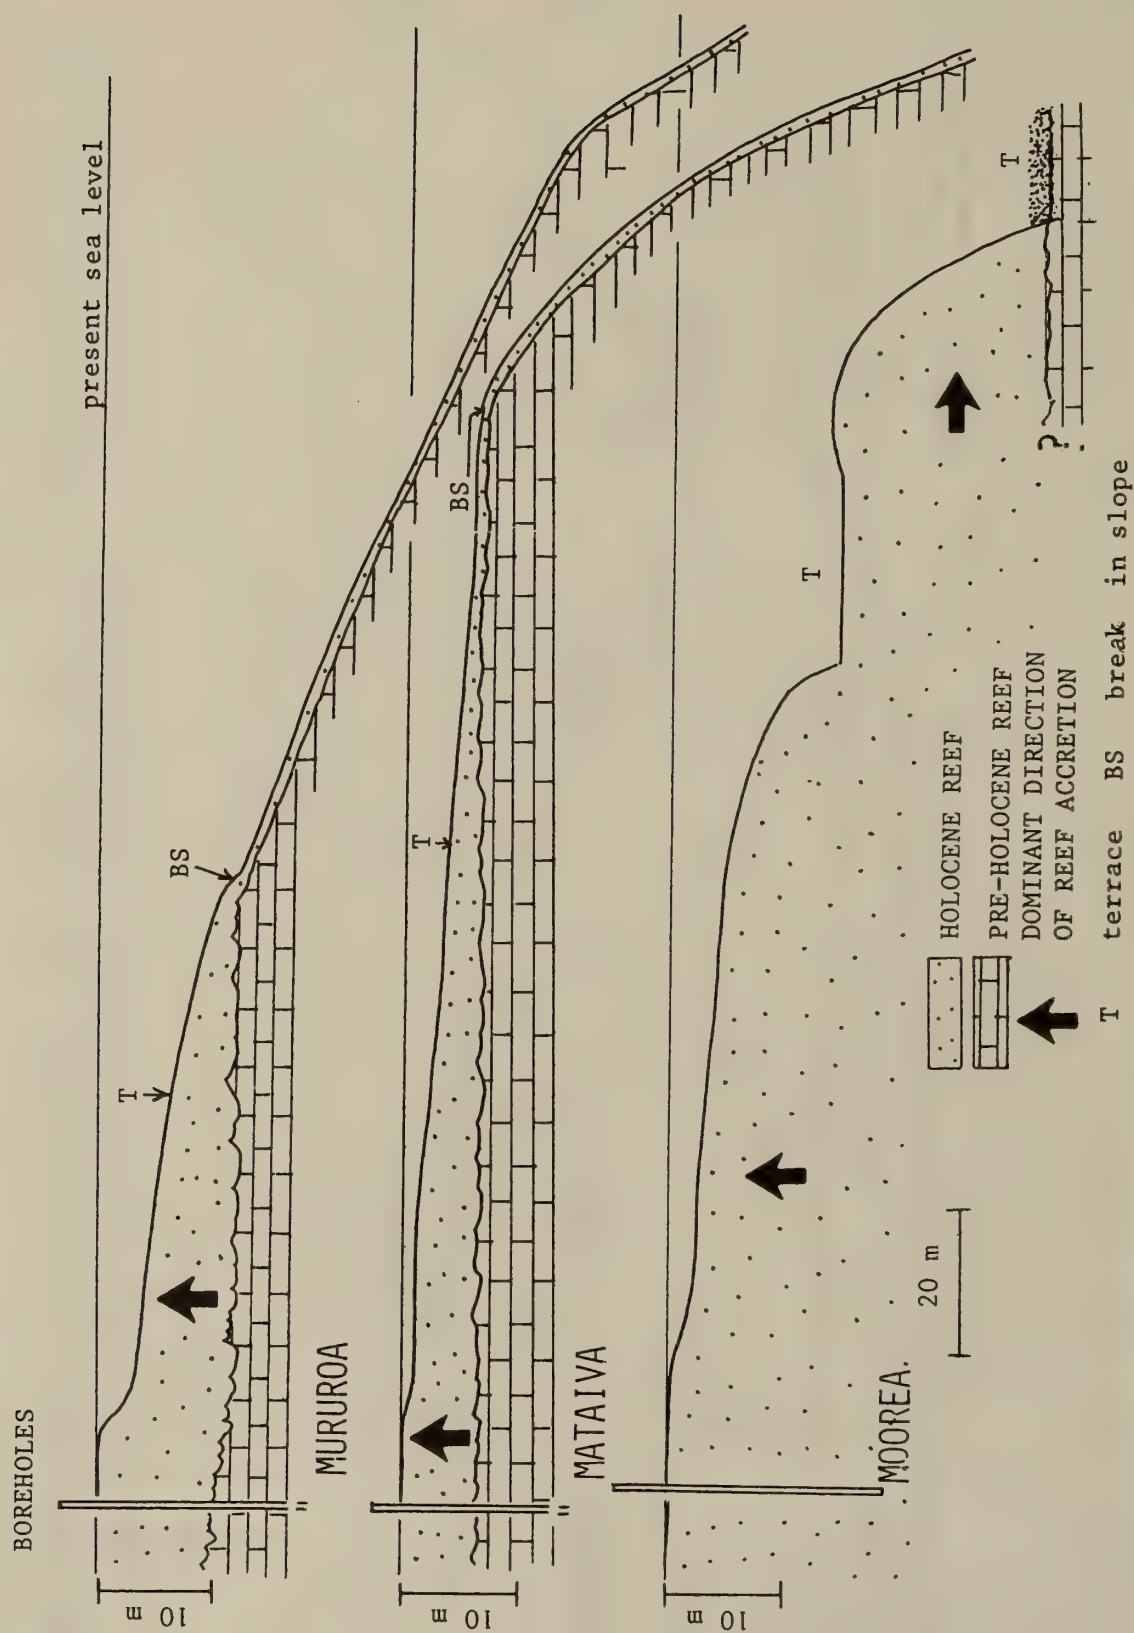 BOREHOLES
present sea level
10 m
T
BS
MURUROA
10 m
T
BS
MATAIVA
10 m
T
T
?
MOOREA
20 m
HOLOCENE REEF
PRE-HOLOCENE REEF
DOMINANT DIRECTION
OF REEF ACCRETION
T terrace BS break in slope